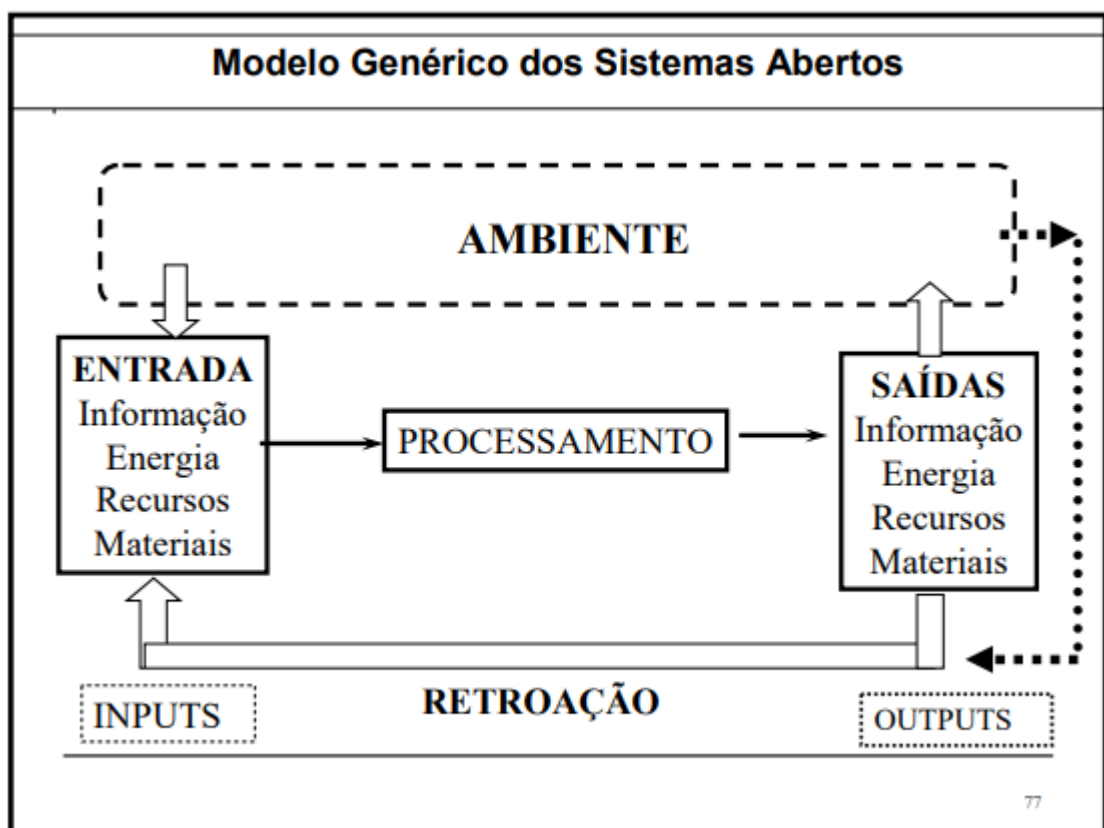 Modelo Genérico dos Sistemas Abertos
AMBIENTE
ENTRADA
Informação
Energia
Recursos
Materiais
PROCESSAMENTO
SAÍDAS
Informação
Energia
Recursos
Materiais
RETROAÇÃO
INPUTS
OUTPUTS
77